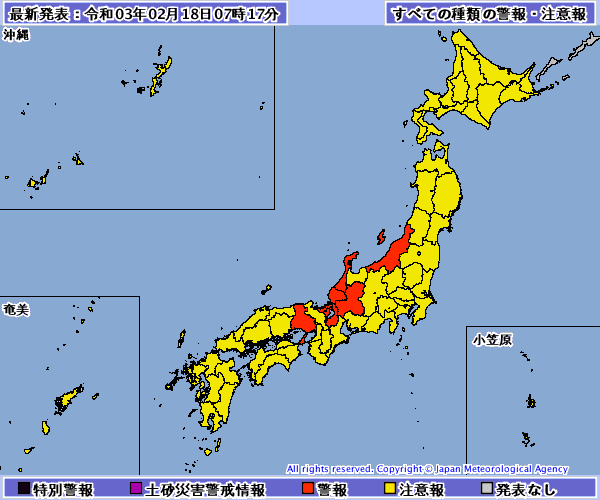 最新発表：令和03年02月18日07時17分
すべての種類の警報・注意報
沖縄
奄美
小笠原
All rights reserved. Copyright © Japan Meteorological Agency
特別警報 土砂災害警戒情報 警報 注意報 発表なし